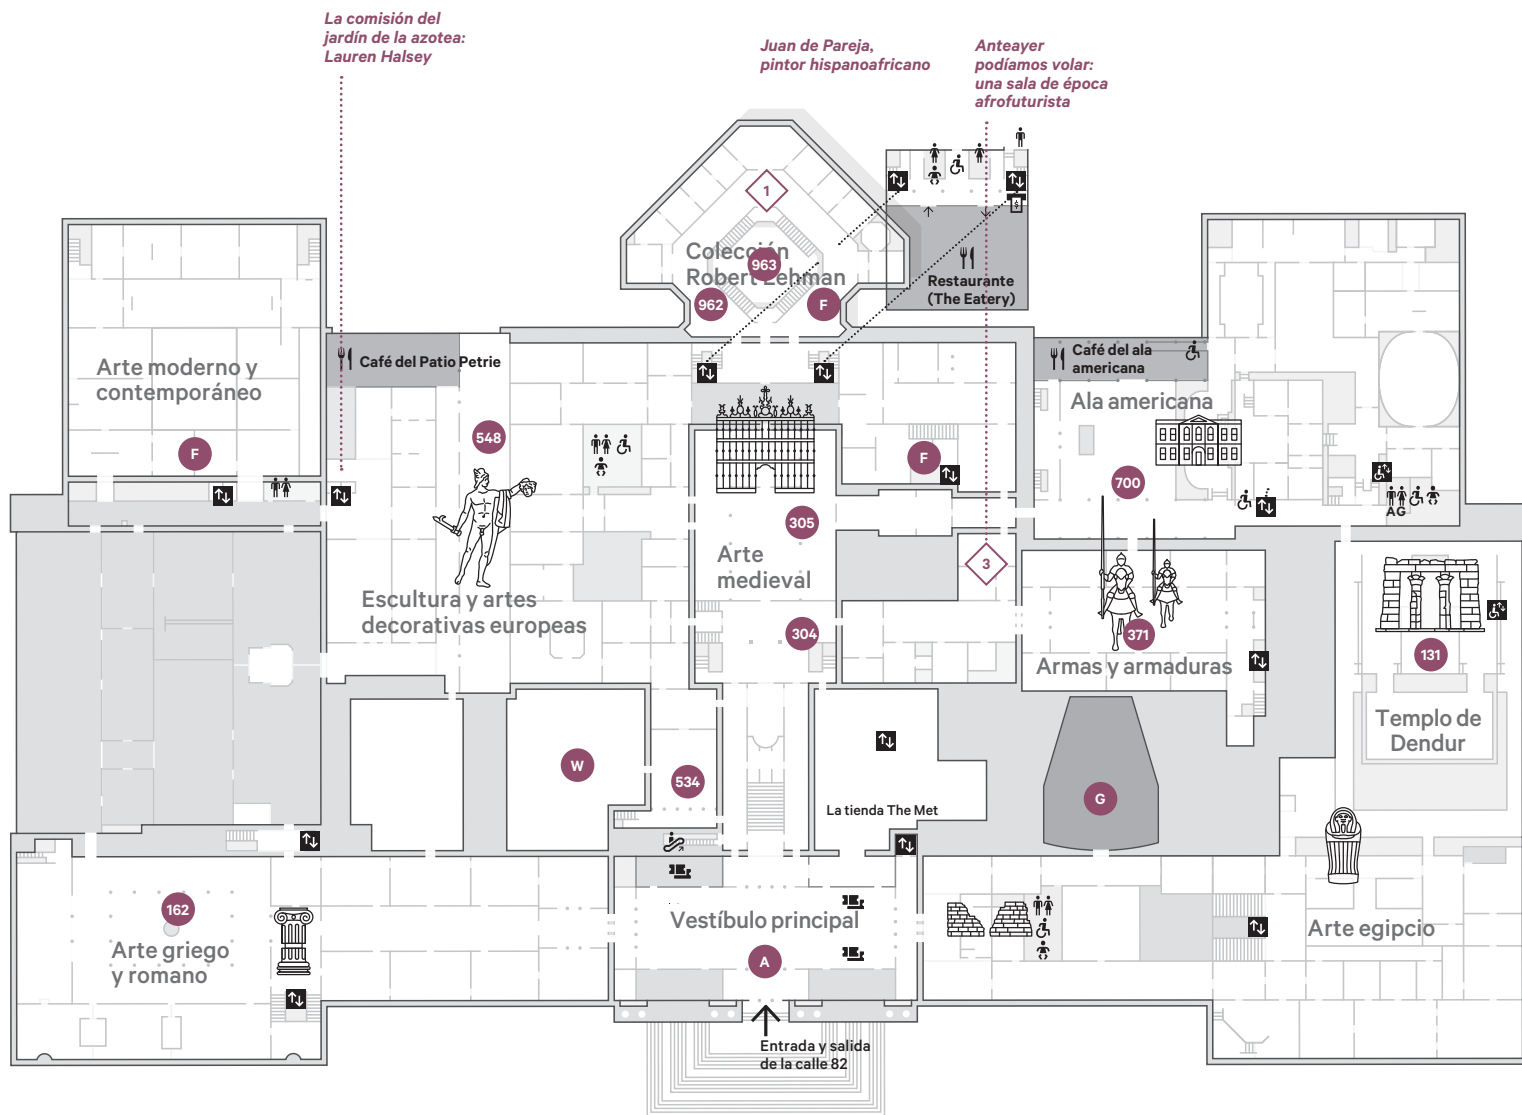 La comisión del
jardín de la azotea:
Lauren Halsey
Juan de Pareja,
pintor hispanoafricano
Anteayer
podíamos volar:
una sala de época
afrofuturista
1
Colección
Robert Lehman
963
962
F
Restaurante
(The Eatery)
Arte moderno y
contemporáneo
F
Café del Patio Petrie
548
Café del ala
americana
Ala americana
700
F
AG
305
Arte
medieval
304
3
Escultura y artes
decorativas europeas
371
Armas y armaduras
131
Templo de
Dendur
W
534
La tienda The Met
G
162
Arte griego
y romano
Vestíbulo principal
A
Arte egipcio
Entrada y salida
de la calle 82